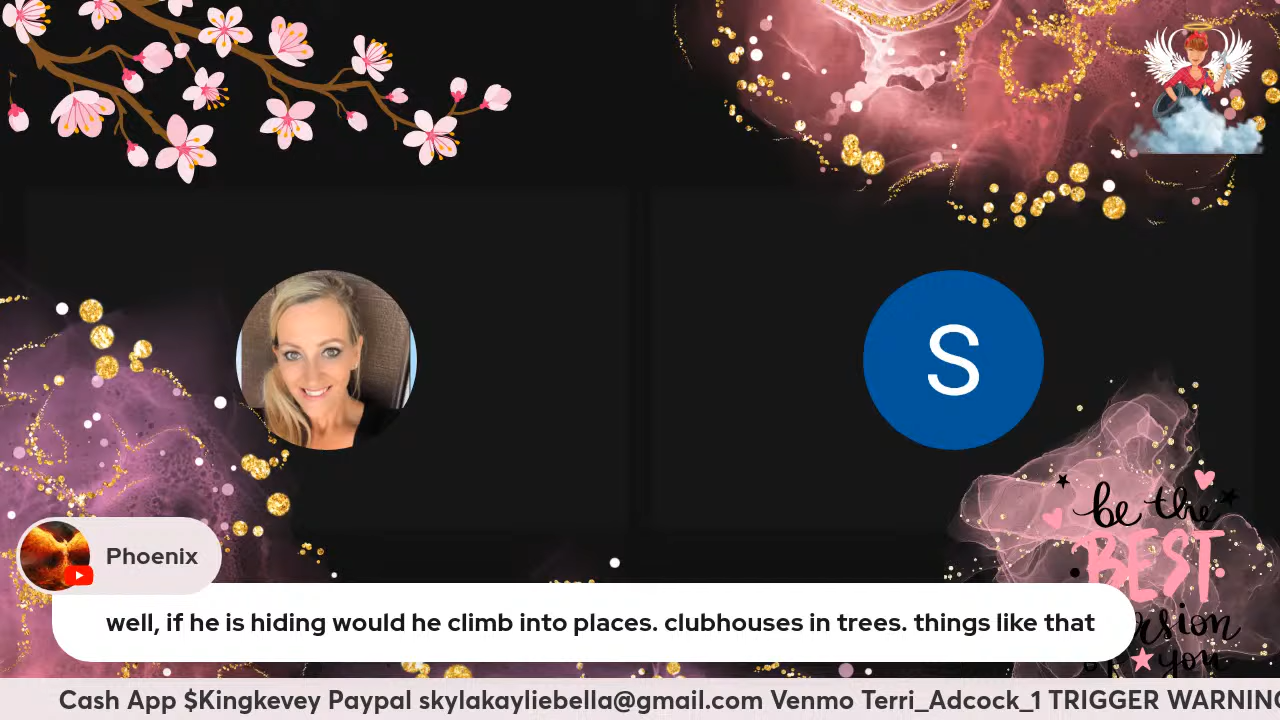 S
be the
BEST
Phoenix
well, if he is hiding would he climb into places. clubhouses in trees. things like that
of you
Cash App $Kingkevey Paypal skylakayliebella@gmail.com Venmo Terri_Adcock_1 TRIGGER WARNING